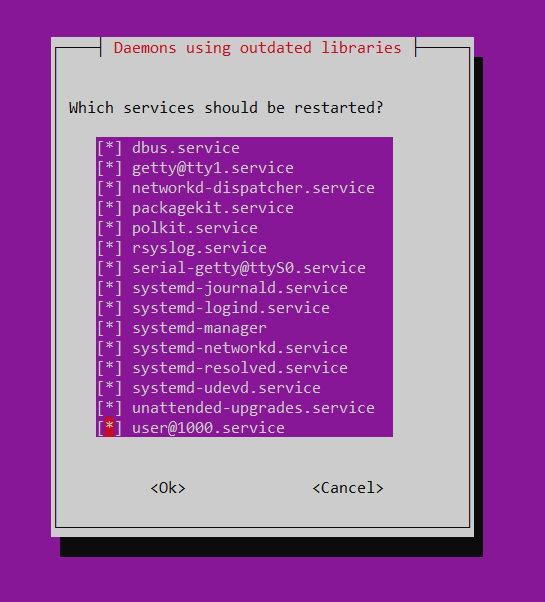 Daemons using outdated libraries
Which services should be restarted?
[*] dbus.service
[*] getty@tty1.service
[*] networkd-dispatcher.service
[*] packagekit.service
[*] polkit.service
[*] rsyslog.service
[*] serial-getty@ttyS0.service
[*] systemd-journald.service
[*] systemd-logind.service
[*] systemd-manager
[*] systemd-networkd.service
[*] systemd-resolved.service
[*] systemd-udevd.service
[*] unattended-upgrades.service
[*] user@1000.service
<Ok> <Cancel>